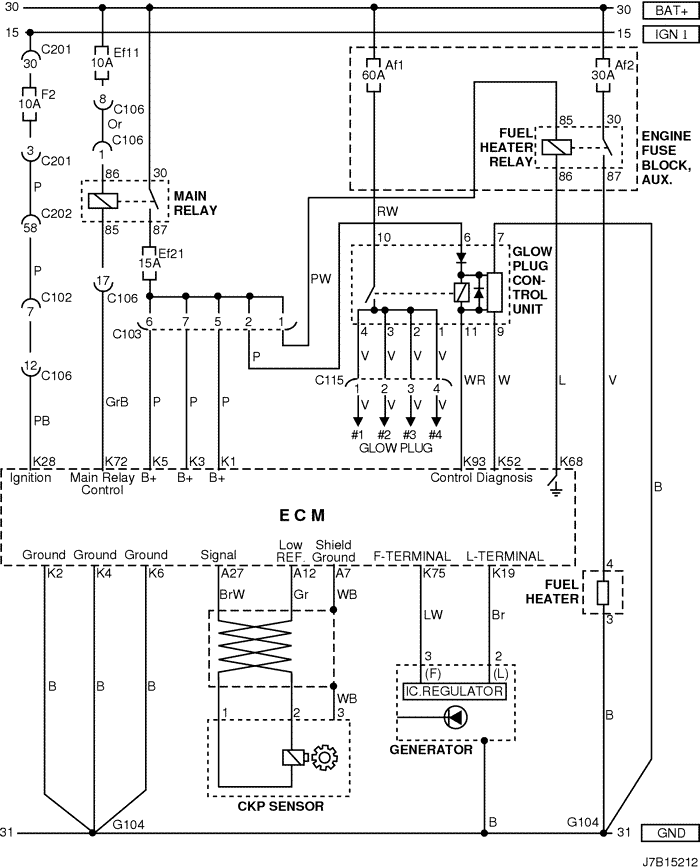 30 30 BAT+
15 15 IGN 1
C201 Ef11 Af1 Af2
30 10A 60A 30A
F2
10A
8 C106
Or
C106
3 C201 1
85 30
FUEL
HEATER
RELAY
ENGINE
FUSE
BLOCK,
AUX.
86 87
P 86 30
MAIN
RELAY
C202
58 85 87
RW
10 6 7
Ef21
15A
GLOW
PLUG
CON-
TROL
UNIT
P
17 C106
PW
C102
7
6 7 5 2 1
C103
4 3 2 1 11 9
P V V V V
12 C106
C115 1 2 3 4
WR W L V
PB GrB P P P V V V V
#1 #2 #3 #4
GLOW PLUG
K28 K72 K5 K3 K1 K93 K52 K68
Ignition Main Relay
Control
B+ B+ B+ Control Diagnosis
B
ECM
Ground Ground Ground Signal Low
REF.
Shield
Ground
F-TERMINAL L-TERMINAL
K2 K4 K6 A27 A12 A7 K75 K19
4
FUEL
HEATER
3
BrW Gr WB LW Br
3 2
(F) (L)
IC.REGULATOR
GENERATOR
B B B WB B
1 2 3
CKP SENSOR
31 G104 B G104 31 GND
J7B15212